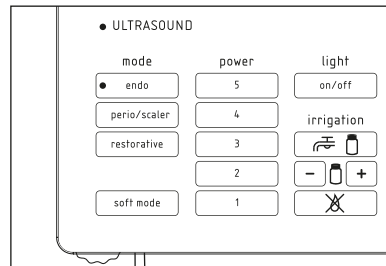 ULTRASOUND
mode power light
endo 5 on/off
perio/scaler 4 irrigation
restorative 3
2 - +
soft mode 1